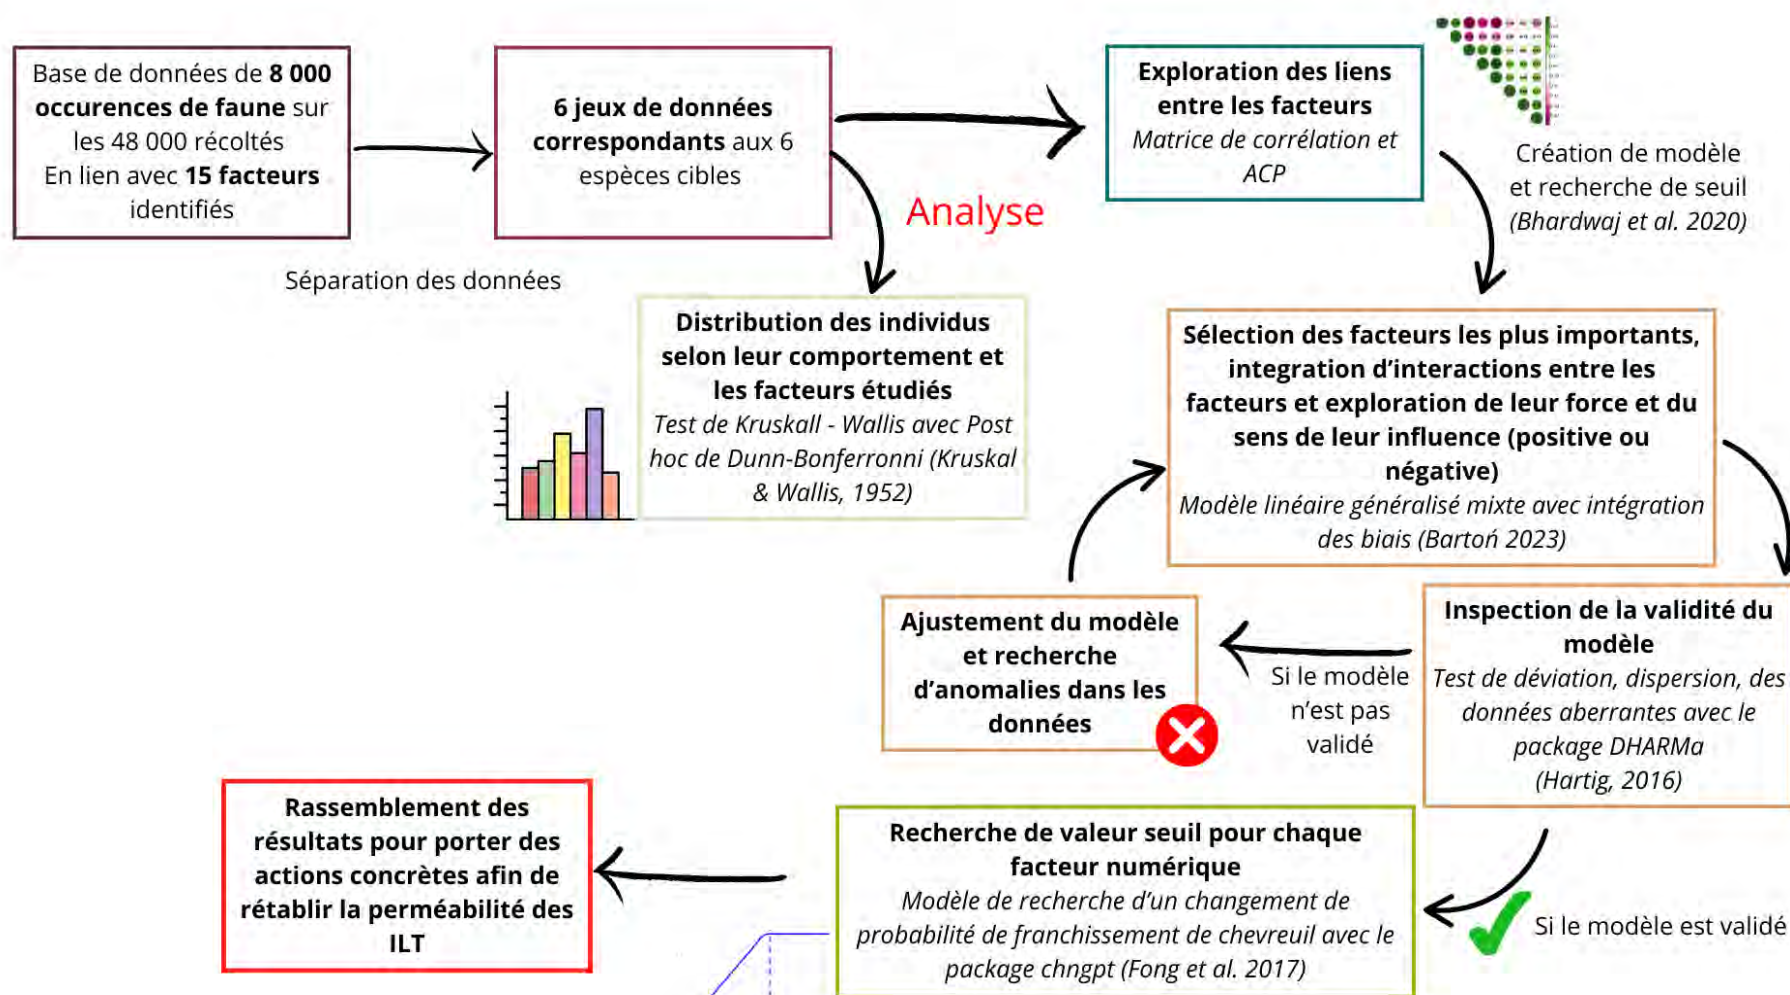 Base de données de 8 000
occurences de faune sur
les 48 000 récoltés
En lien avec 15 facteurs
identifiés
6 jeux de données
correspondants aux 6
espèces cibles
Exploration des liens
entre les facteurs
Matrice de corrélation et
ACP
Création de modèle
et recherche de seuil
(Bhardwaj et al. 2020)
Analyse
Séparation des données
Distribution des individus
selon leur comportement et
les facteurs étudiés
Test de Kruskall - Wallis avec Post
hoc de Dunn-Bonferronni (Kruskal
& Wallis, 1952)
Sélection des facteurs les plus importants,
integration d'interactions entre les
facteurs et exploration de leur force et du
sens de leur influence (positive ou
négative)
Modèle linéaire généralisé mixte avec intégration
des biais (Bartoń 2023)
Inspection de la validité du
modèle
Test de déviation, dispersion, des
données aberrantes avec le
package DHARMa
(Hartig, 2016)
Si le modèle
n'est pas
validé
Ajustement du modèle
et recherche
d'anomalies dans les
données
Si le modèle est validé
Recherche de valeur seuil pour chaque
facteur numérique
Modèle de recherche d'un changement de
probabilité de franchissement de chevreuil avec le
package chngpt (Fong et al. 2017)
Rassemblement des
résultats pour porter des
actions concrètes afin de
rétablir la perméabilité des
ILT